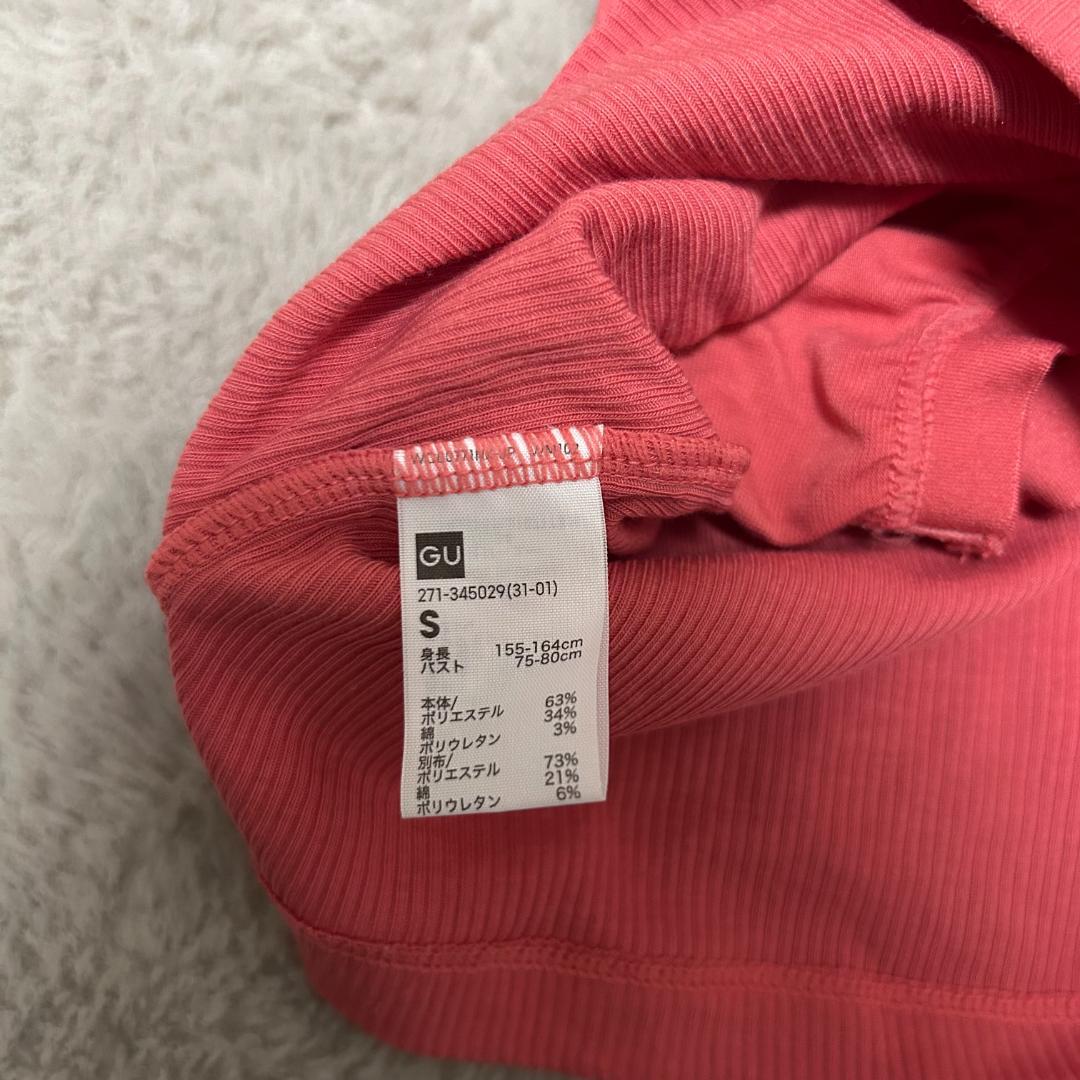 GU
271-345029(31-01)
S
身長 155-164cm
バスト 75-80cm
本体/
ポリエステル 63%
綿 34%
ポリウレタン 3%
別布/
ポリエステル 73%
綿 21%
ポリウレタン 6%